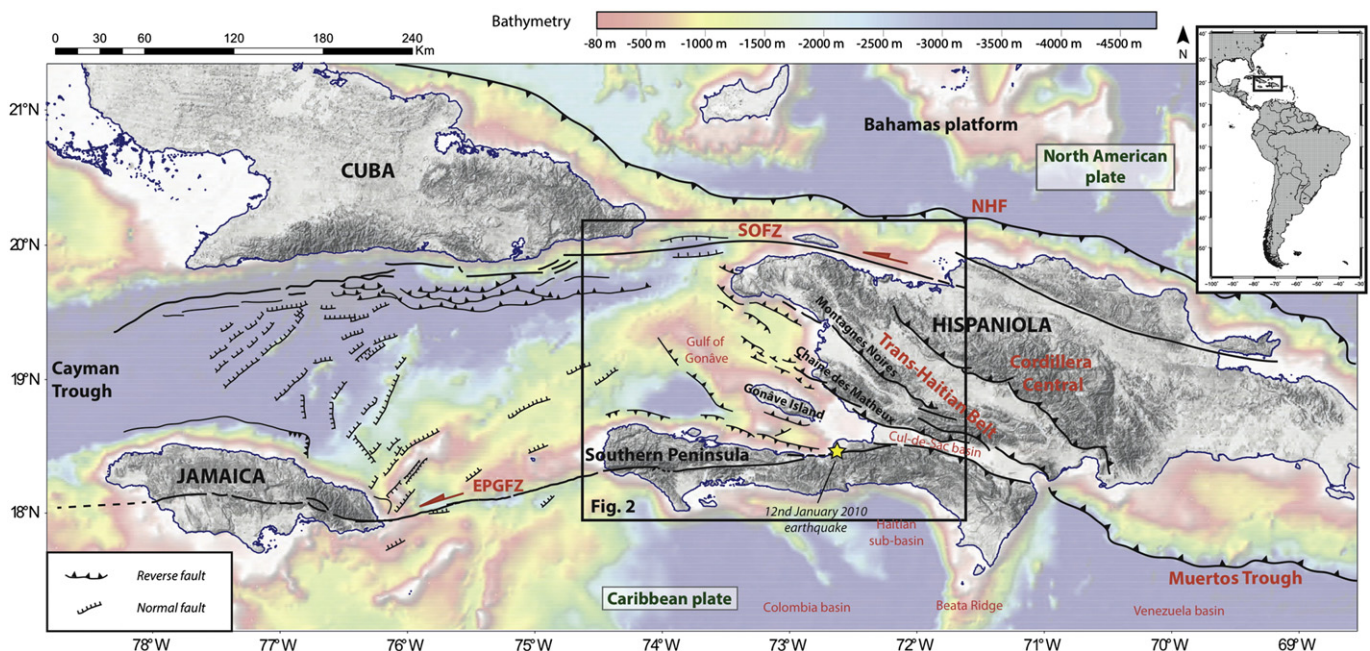 Bathymetry
0 30 60 120 180 240
Km
-80 m -500 m -1000 m -1500 m -2000 m -2500 m -3000 m -3500 m -4000 m -4500 m
N
21°N
20°N
19°N
18°N
CUBA
Bahamas platform
North American
plate
NHF
SOFZ
HISPANIOLA
Montagnes Noires
Trans-Haitian Belt
Cordillera
Central
Gulf of
Gonâve
Chaine des Matheux
Gonâve Island
Cul-de-Sac basin
Cayman
Trough
JAMAICA
EPGFZ
Southern Peninsula
Fig. 2
12nd January 2010
earthquake
Haitian
sub-basin
Muertos Trough
Caribbean plate
Colombia basin
Beata Ridge
Venezuela basin
Reverse fault
Normal fault
78°W 77°W 76°W 75°W 74°W 73°W 72°W 71°W 70°W 69°W